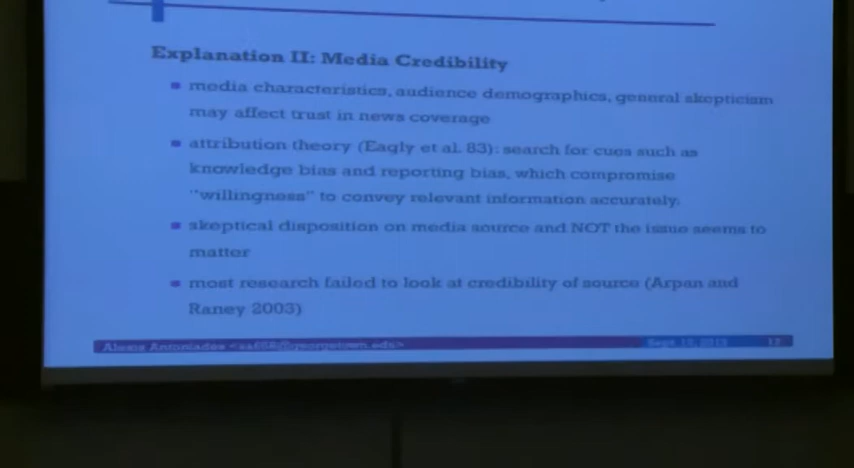 Explanation II: Media Credibility
media characteristics, audience demographics, general skepticism
may affect trust in news coverage
attribution theory (Eagly et al. 83): search for cues such as
knowledge bias and reporting bias, which compromise
"willingness" to convey relevant information accurately.
skeptical disposition on media source and NOT the issue seems to
matter
most research failed to look at credibility of source (Arpan and
Raney 2003)
Alexis Antoniades
Sept. 12